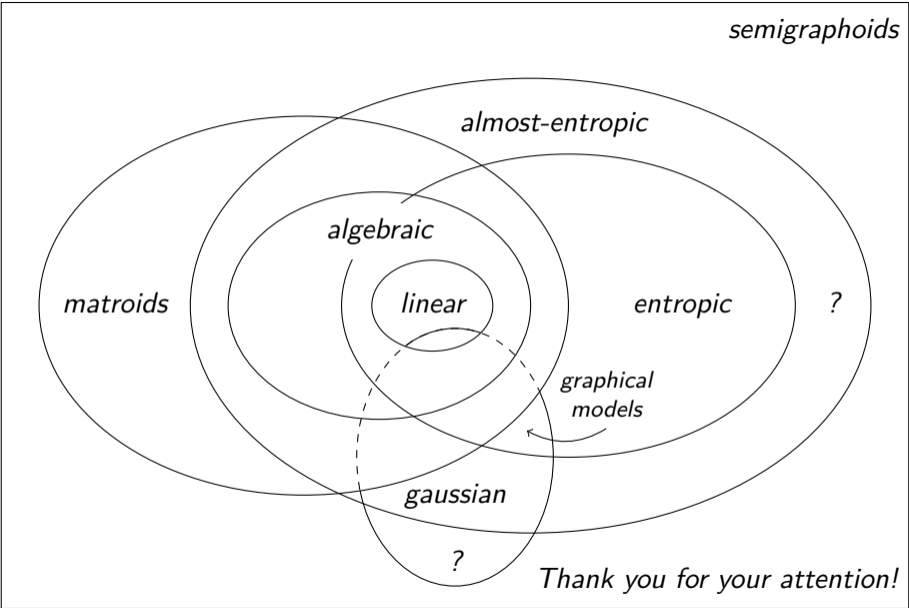 semigraphoids
almost-entropic
algebraic
matroids
linear
entropic
?
graphical
models
gaussian
?
Thank you for your attention!